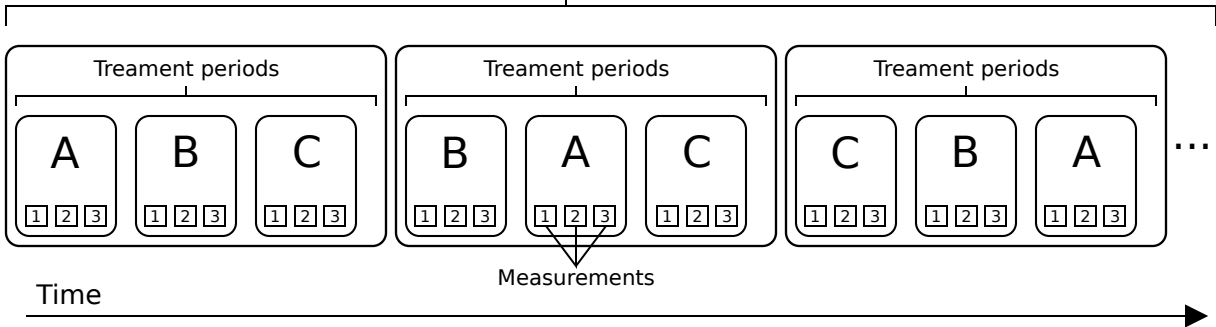 Treament periods Treament periods Treament periods
A B C B A C C B A ...
1 2 3 1 2 3 1 2 3 1 2 3 1 2 3 1 2 3 1 2 3 1 2 3 1 2 3
Measurements
Time